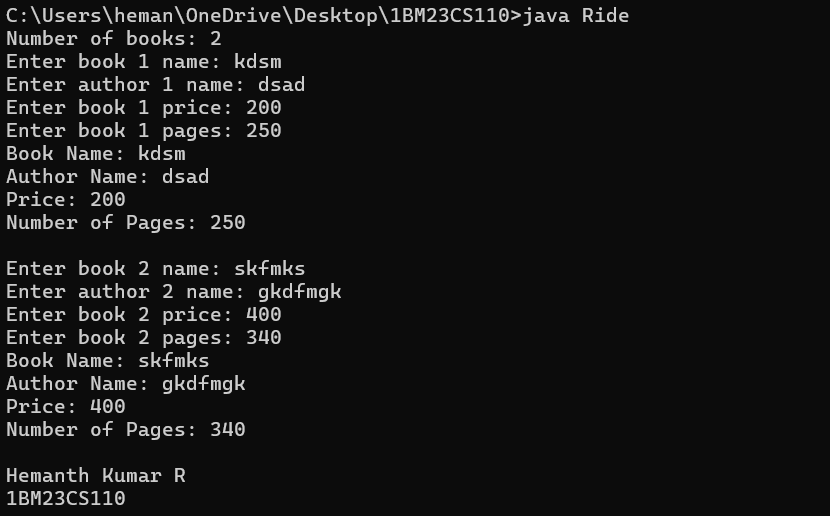 C:\Users\heman\OneDrive\Desktop\1BM23CS110>java Ride
Number of books: 2
Enter book 1 name: kdsm
Enter author 1 name: dsad
Enter book 1 price: 200
Enter book 1 pages: 250
Book Name: kdsm
Author Name: dsad
Price: 200
Number of Pages: 250

Enter book 2 name: skfmks
Enter author 2 name: gkdfmgk
Enter book 2 price: 400
Enter book 2 pages: 340
Book Name: skfmks
Author Name: gkdfmgk
Price: 400
Number of Pages: 340

Hemanth Kumar R
1BM23CS110